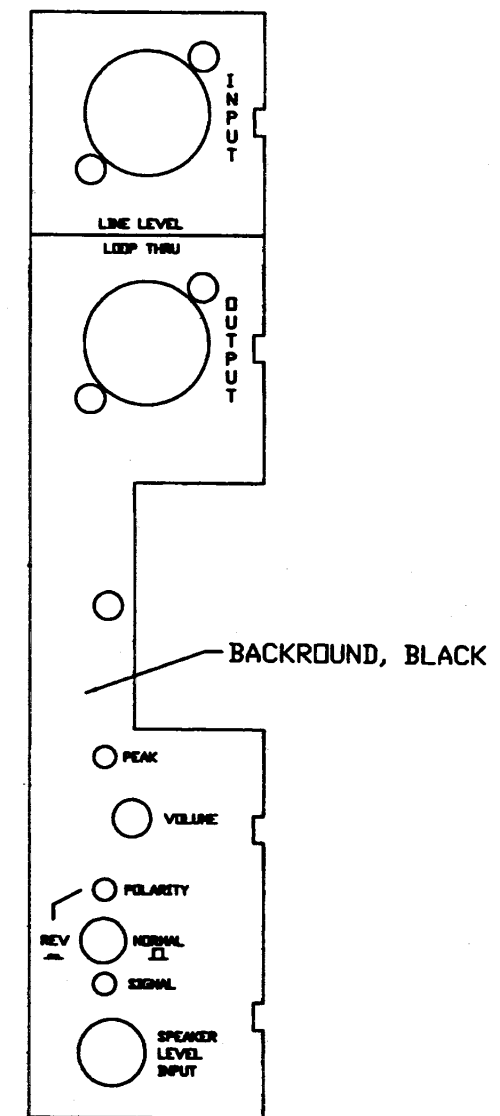 INPUT
LINE LEVEL
LOOP THRU
OUTPUT
BACKROUND, BLACK
PEAK
VOLUME
POLARITY
REV
NORMAL
SIGNAL
SPEAKER
LEVEL
INPUT